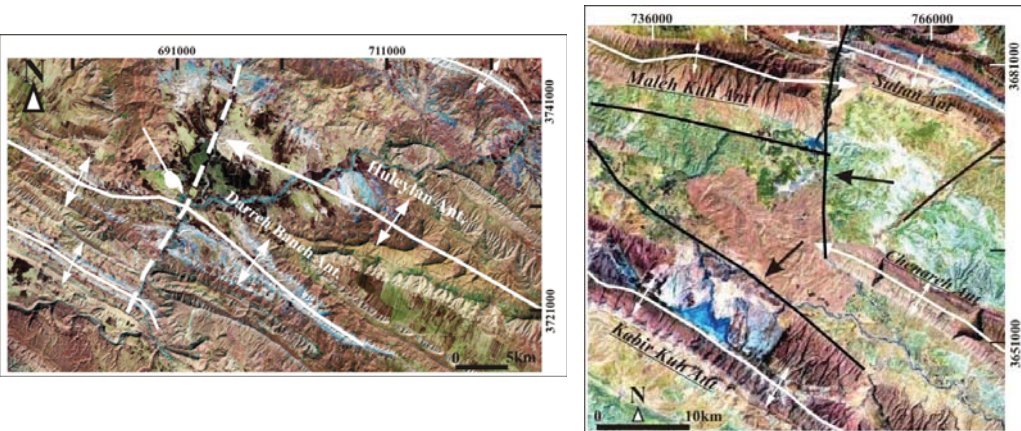 691000
711000
N
3741000
Huleylan Ant.
Darreh Baneh Ant.
3721000
0 5km
736000
766000
3681000
Maleh Kuh Ant
Sultan Ant
Chenareh Ant
3651000
Kabir Kuh Ant
N
0 10km